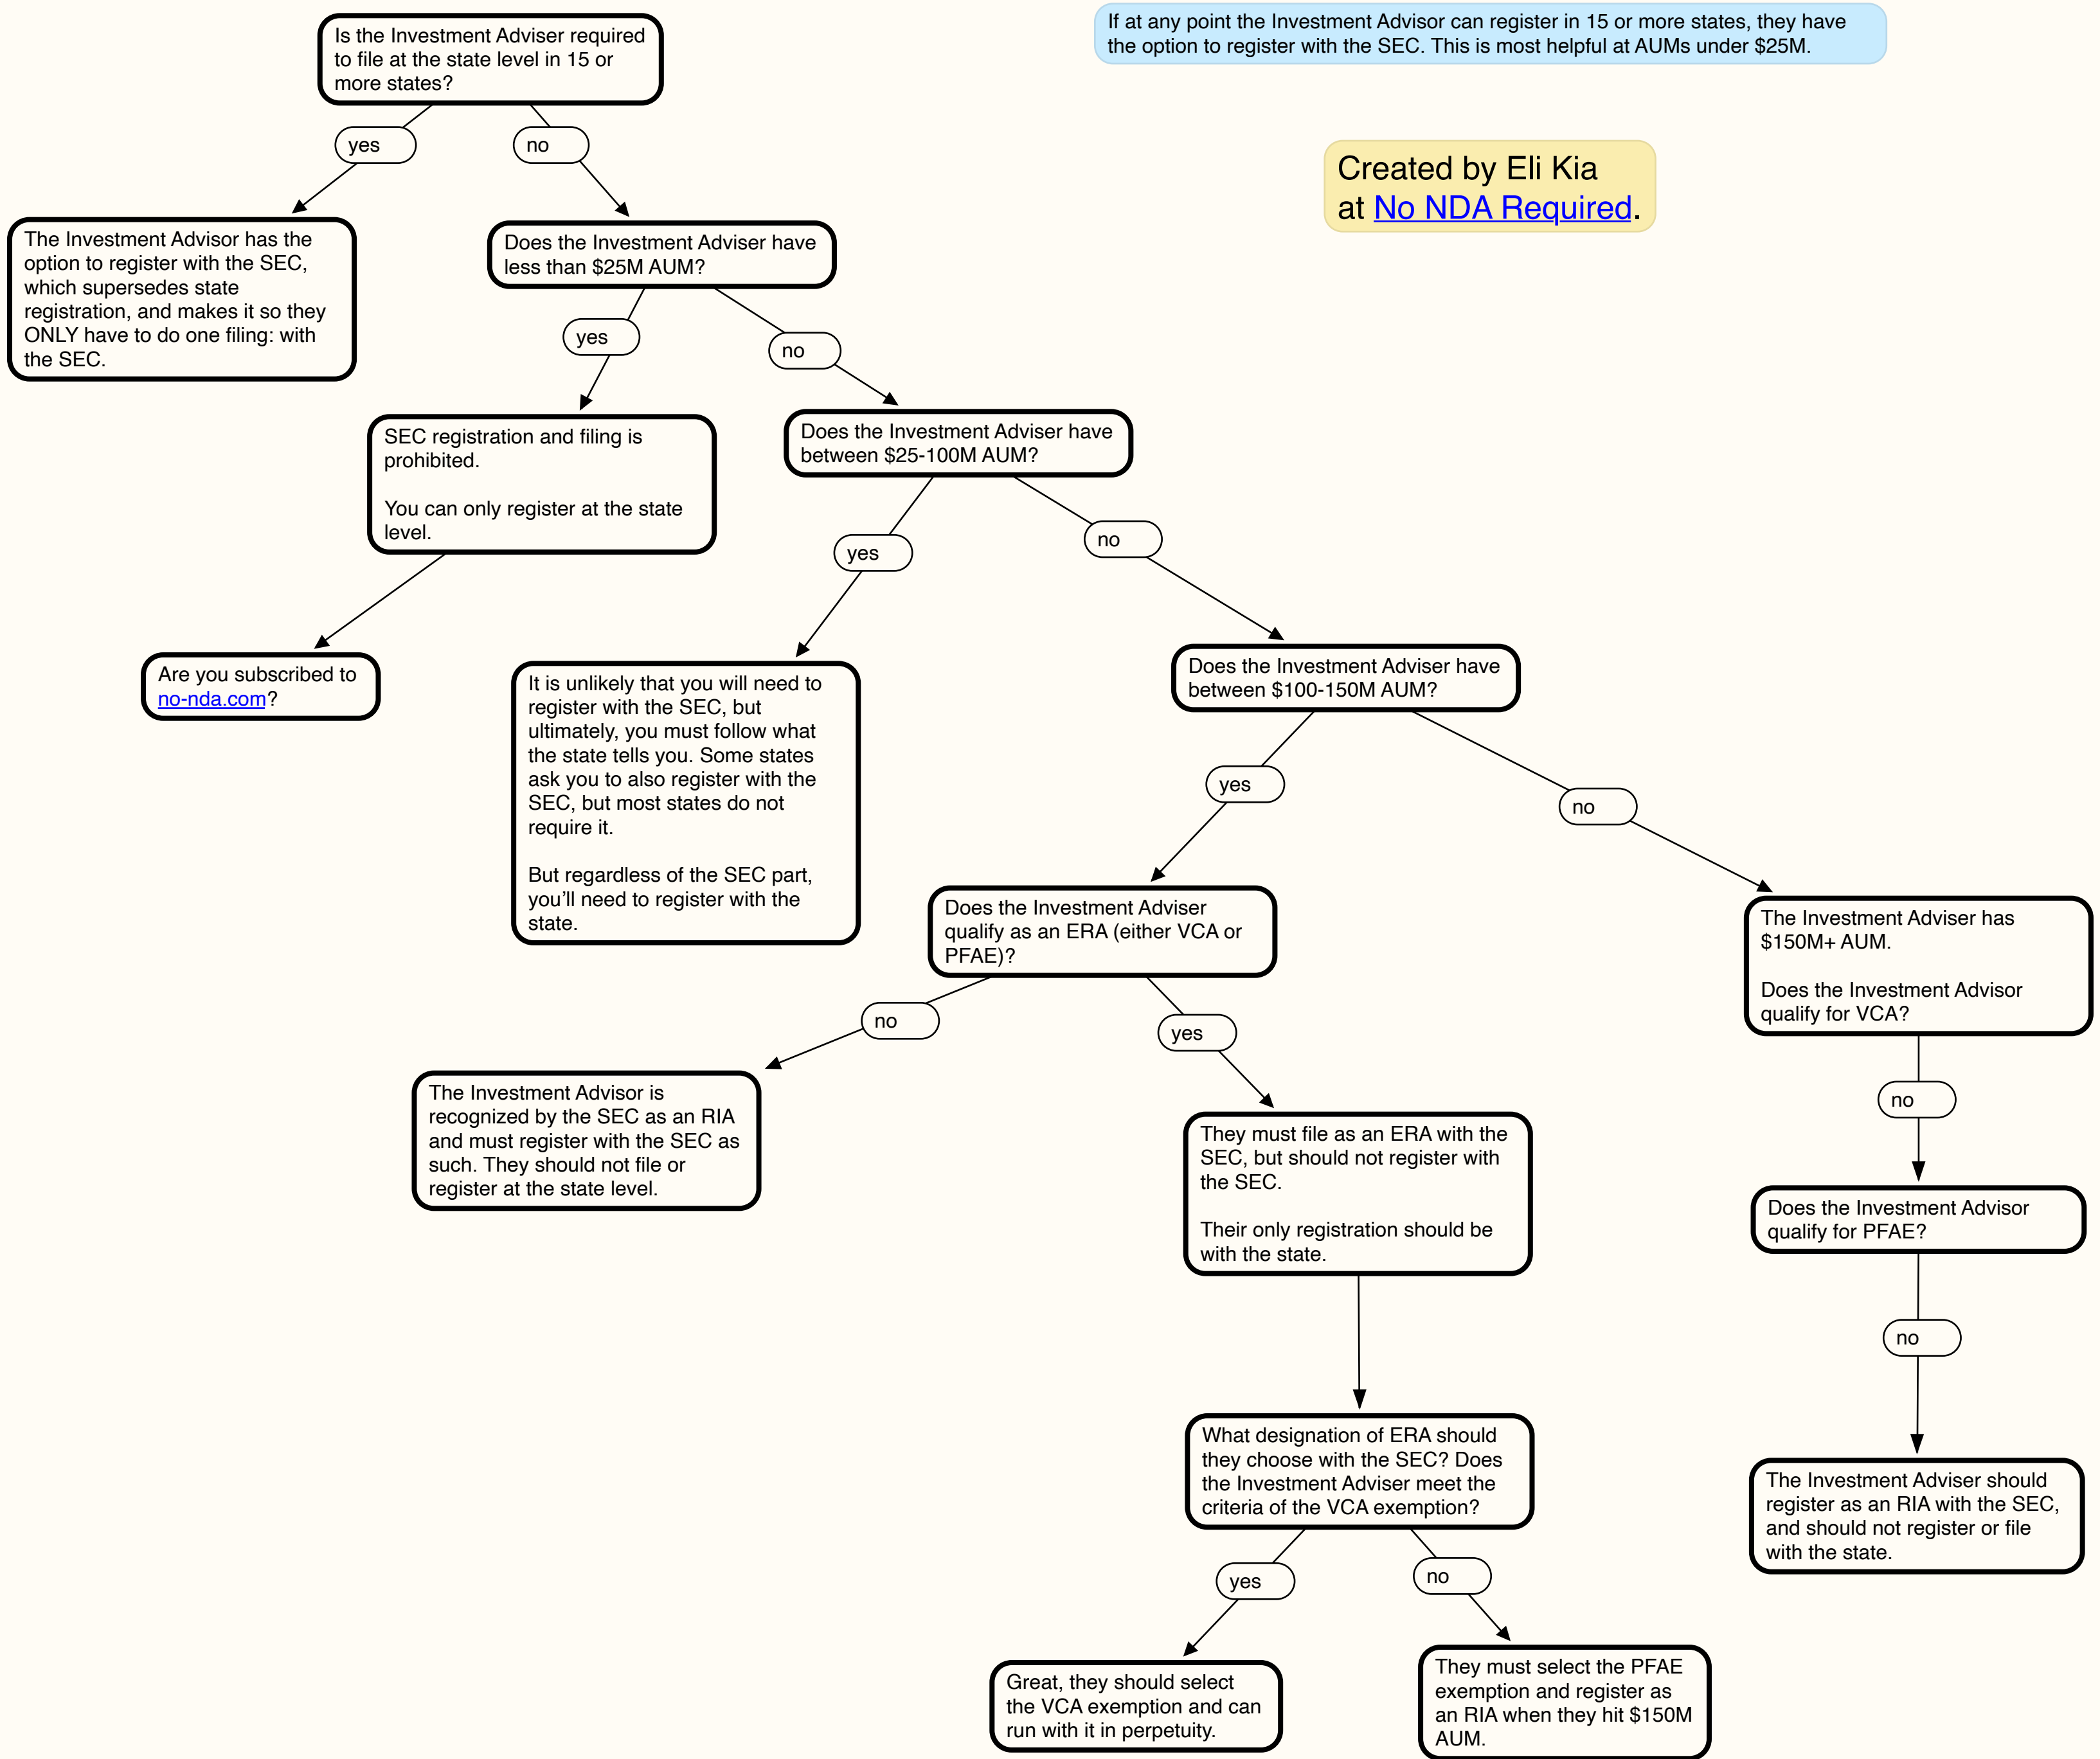 Is the Investment Adviser required
to file at the state level in 15 or
more states?
If at any point the Investment Advisor can register in 15 or more states, they have
the option to register with the SEC. This is most helpful at AUMs under $25M.
yes
no
Created by Eli Kia
at No NDA Required.
The Investment Advisor has the
option to register with the SEC,
which supersedes state
registration, and makes it so they
ONLY have to do one filing: with
the SEC.
Does the Investment Adviser have
less than $25M AUM?
yes
no
SEC registration and filing is
prohibited.
You can only register at the state
level.
Does the Investment Adviser have
between $25-100M AUM?
yes
no
Are you subscribed to
no-nda.com?
It is unlikely that you will need to
register with the SEC, but
ultimately, you must follow what
the state tells you. Some states
ask you to also register with the
SEC, but most states do not
require it.
But regardless of the SEC part,
you’ll need to register with the
state.
Does the Investment Adviser have
between $100-150M AUM?
yes
no
Does the Investment Adviser
qualify as an ERA (either VCA or
PFAE)?
The Investment Adviser has
$150M+ AUM.
Does the Investment Advisor
qualify for VCA?
no
yes
no
The Investment Advisor is
recognized by the SEC as an RIA
and must register with the SEC as
such. They should not file or
register at the state level.
They must file as an ERA with the
SEC, but should not register with
the SEC.
Their only registration should be
with the state.
Does the Investment Advisor
qualify for PFAE?
no
What designation of ERA should
they choose with the SEC? Does
the Investment Adviser meet the
criteria of the VCA exemption?
The Investment Adviser should
register as an RIA with the SEC,
and should not register or file
with the state.
yes
no
Great, they should select
the VCA exemption and can
run with it in perpetuity.
They must select the PFAE
exemption and register as
an RIA when they hit $150M
AUM.